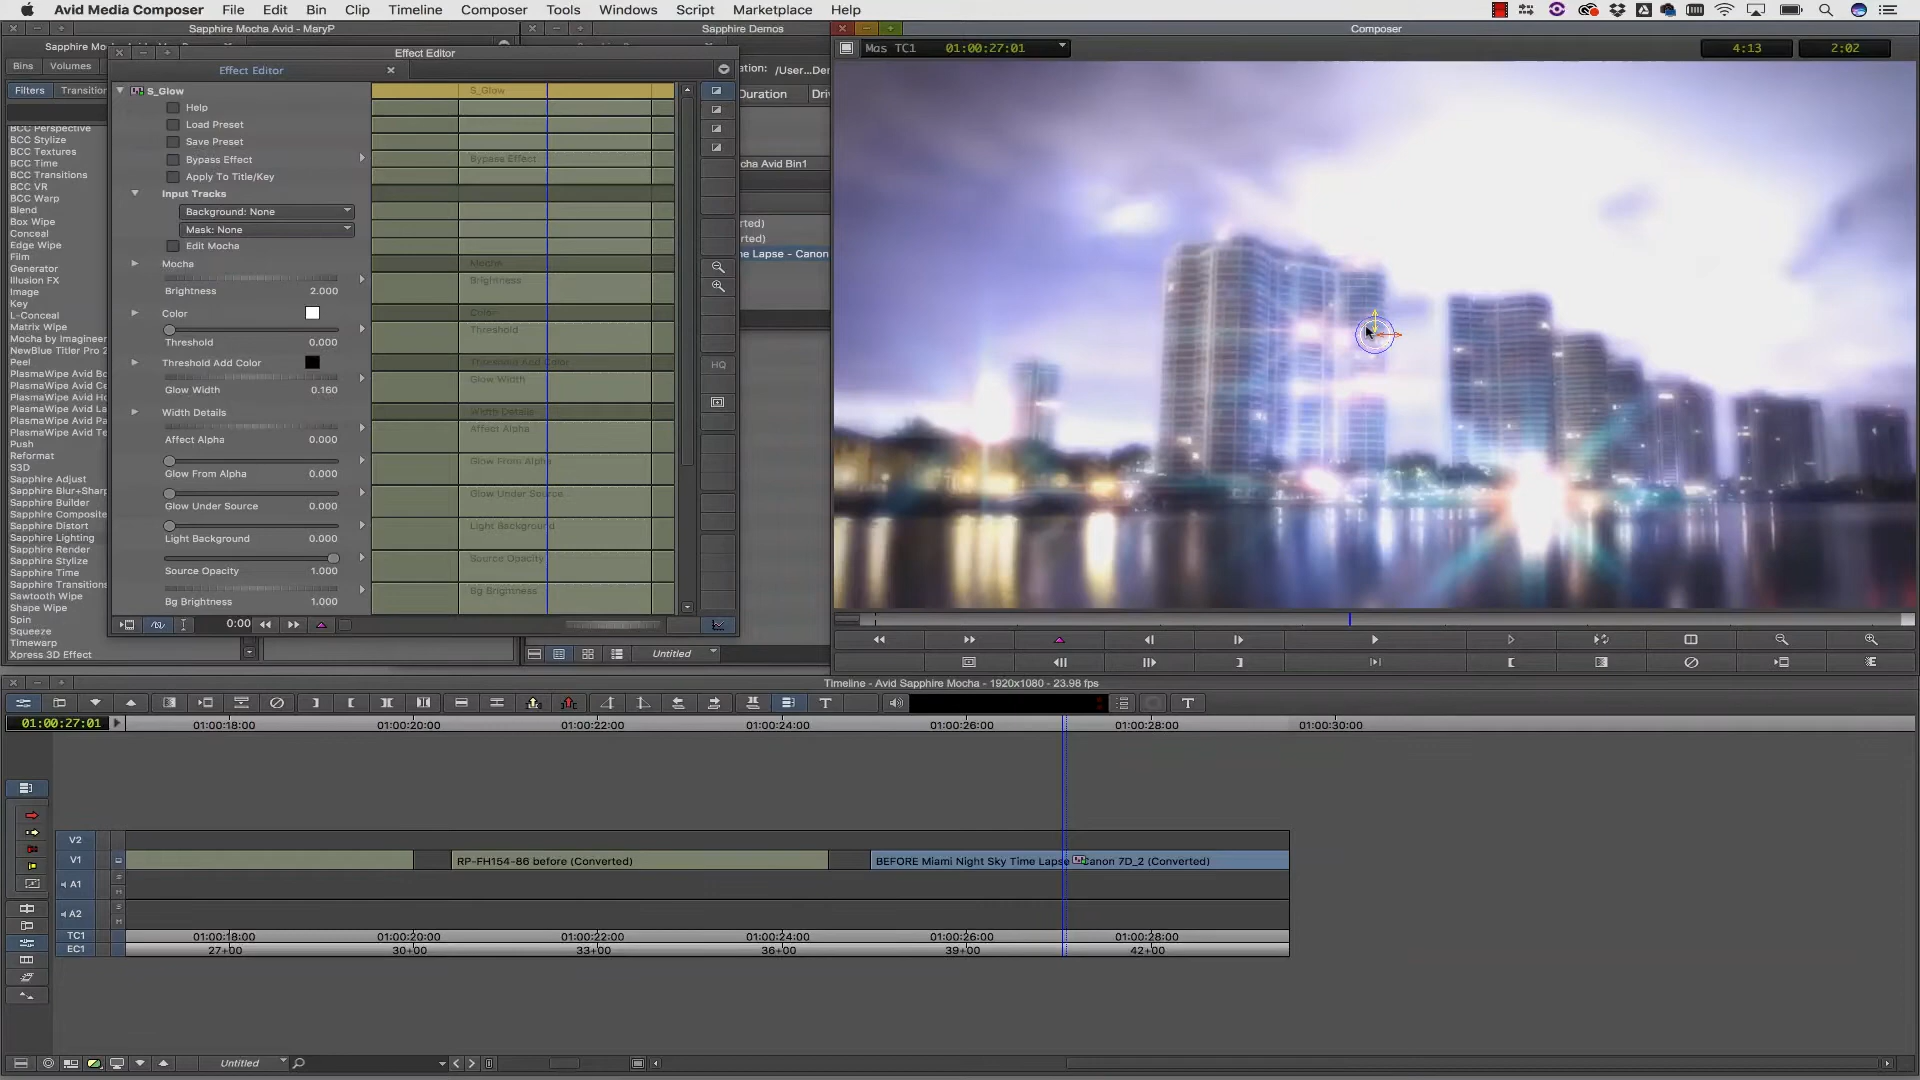 Avid Media Composer File Edit Bin Clip Timeline Composer Tools Windows Script Marketplace Help
Sapphire Mocha Avid - MaryP
Sapphire Mo
Bins Volumes
Filters Transition
BCC Perspective
BCC Stylize
BCC Textures
BCC Time
BCC Transitions
BCC VR
BCC Warp
Blend
Box Wipe
Conceal
Edge Wipe
Film
Generator
Illusion FX
Image
Key
L-Conceal
Matrix Wipe
Mocha by Imagineer
NewBlue Titler Pro 2
Peel
PlasmaWipe Avid Bo
PlasmaWipe Avid Ce
PlasmaWipe Avid Ho
PlasmaWipe Avid La
PlasmaWipe Avid Pa
PlasmaWipe Avid Te
Push
Reformat
S3D
Sapphire Adjust
Sapphire Blur+Sharp
Sapphire Builder
Sapphire Composite
Sapphire Distort
Sapphire Lighting
Sapphire Render
Sapphire Stylize
Sapphire Time
Sapphire Transitions
Sawtooth Wipe
Shape Wipe
Spin
Squeeze
Timewarp
Xpress 3D Effect
Effect Editor
Effect Editor
S_Glow
Help
Load Preset
Save Preset
Bypass Effect
Apply To Title/Key
Input Tracks
Background: None
Mask: None
Edit Mocha
Mocha
Brightness 2.000
Color
Threshold 0.000
Threshold Add Color
Glow Width 0.160
Width Details
Affect Alpha 0.000
Glow From Alpha 0.000
Glow Under Source 0.000
Light Background 0.000
Source Opacity 1.000
Bg Brightness 1.000
0:00
S_Glow
Bypass Effect
Mocha
Brightness
Color
Threshold
Threshold Add Color
Glow Width
Width Details
Affect Alpha
Glow From Alpha
Glow Under Source
Light Background
Source Opacity
Bg Brightness
HQ
Sapphire Demos
ation: /User...Der
Duration Driv
cha Avid Bin1
rted)
rted)
ne Lapse - Canon
Untitled
Composer
Mas TC1 01:00:27:01 4:13 2:02
Timeline - Avid Sapphire Mocha - 1920x1080 - 23.98 fps
01:00:27:01 01:00:18:00 01:00:20:00 01:00:22:00 01:00:24:00 01:00:26:00 01:00:28:00 01:00:30:00
V2
V1 RP-FH154-86 before (Converted) BEFORE Miami Night Sky Time Lapse Canon 7D_2 (Converted)
A1
A2
TC1 01:00:18:00 01:00:20:00 01:00:22:00 01:00:24:00 01:00:26:00 01:00:28:00
EC1 27+00 30+00 33+00 36+00 39+00 42+00
Untitled